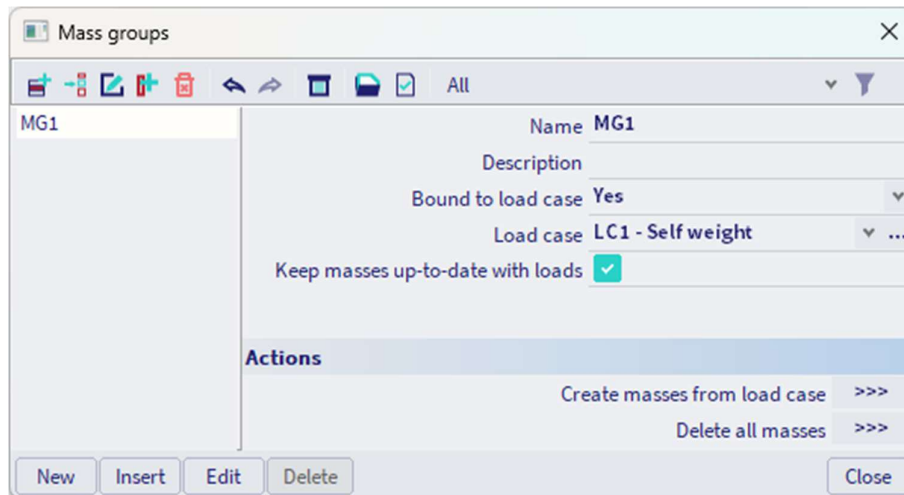 Mass groups
All
MG1
Name MG1
Description
Bound to load case Yes
Load case LC1 - Self weight ...
Keep masses up-to-date with loads
Actions
Create masses from load case >>>
Delete all masses >>>
New Insert Edit Delete Close